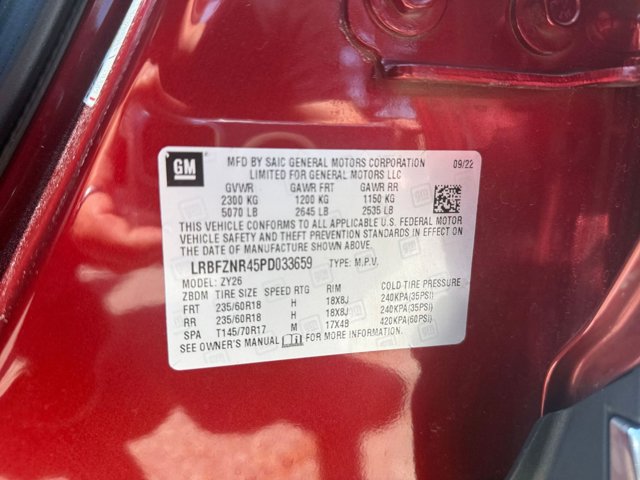 GM
MFD BY SAIC GENERAL MOTORS CORPORATION 09/22
LIMITED FOR GENERAL MOTORS LLC
GVWR GAWR FRT GAWR RR
2300 KG 1200 KG 1150 KG
5070 LB 2645 LB 2535 LB
THIS VEHICLE CONFORMS TO ALL APPLICABLE U.S. FEDERAL MOTOR
VEHICLE SAFETY AND THEFT PREVENTION STANDARDS IN EFFECT ON
THE DATE OF MANUFACTURE SHOWN ABOVE.
LRBFZNR45PD033659 TYPE: M.P.V.
MODEL: ZY26
ZBDM TIRE SIZE SPEED RTG RIM COLD TIRE PRESSURE
FRT 235/60R18 H 18X8J 240KPA(35PSI)
RR 235/60R18 H 18X8J 240KPA(35PSI)
SPA T145/70R17 M 17X4B 420KPA(60PSI)
SEE OWNER'S MANUAL FOR MORE INFORMATION.